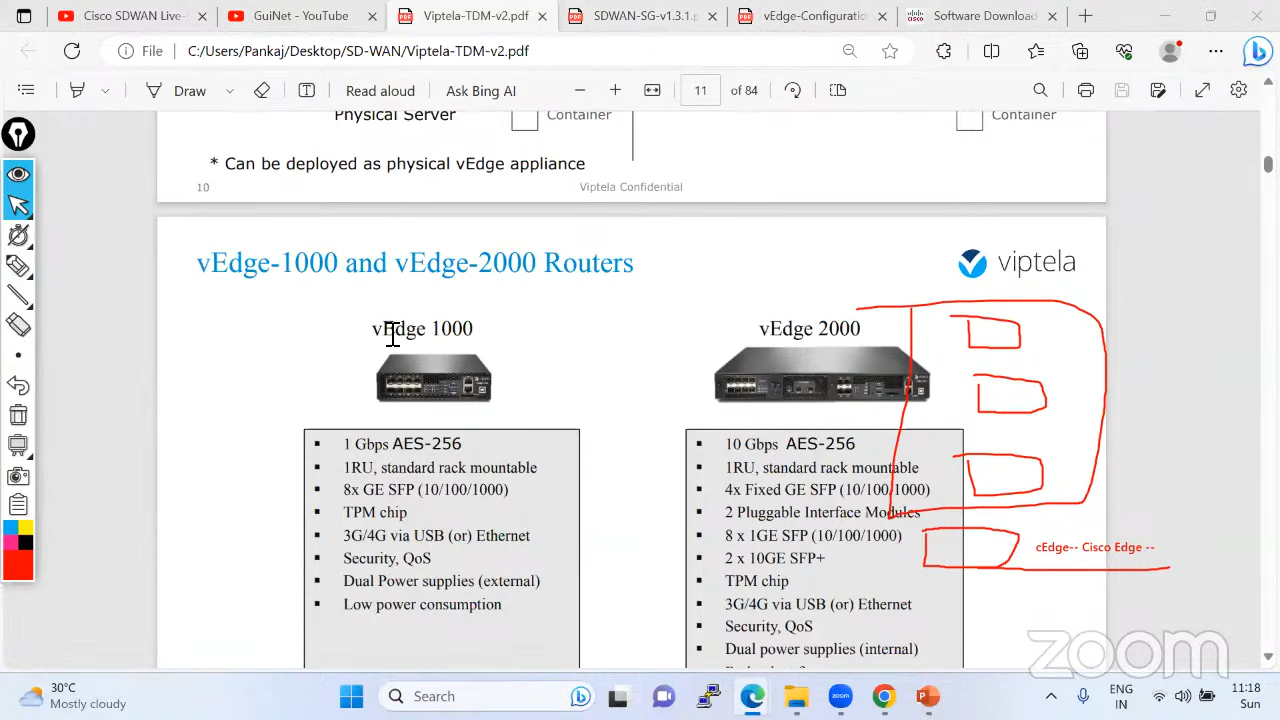 Cisco SDWAN Live-
GuiNet - YouTube
Viptela-TDM-v2.pdf
SDWAN-SG-v1.3.1.p
vEdge-Configuratio
Software Download
File
C:/Users/Pankaj/Desktop/SD-WAN/Viptela-TDM-v2.pdf
Draw
Read aloud
Ask Bing AI
11
of 84
Physical Server
Container
Container
* Can be deployed as physical vEdge appliance
10
Viptela Confidential
vEdge-1000 and vEdge-2000 Routers
viptela
vEdge 1000
1 Gbps AES-256
1RU, standard rack mountable
8x GE SFP (10/100/1000)
TPM chip
3G/4G via USB (or) Ethernet
Security, QoS
Dual Power supplies (external)
Low power consumption
vEdge 2000
10 Gbps AES-256
1RU, standard rack mountable
4x Fixed GE SFP (10/100/1000)
2 Pluggable Interface Modules
8 x 1GE SFP (10/100/1000)
2 x 10GE SFP+
TPM chip
3G/4G via USB (or) Ethernet
Security, QoS
Dual power supplies (internal)
cEdge-- Cisco Edge --
zoom
30°C
Mostly cloudy
Search
zoom
ENG
IN
11:18
Sun